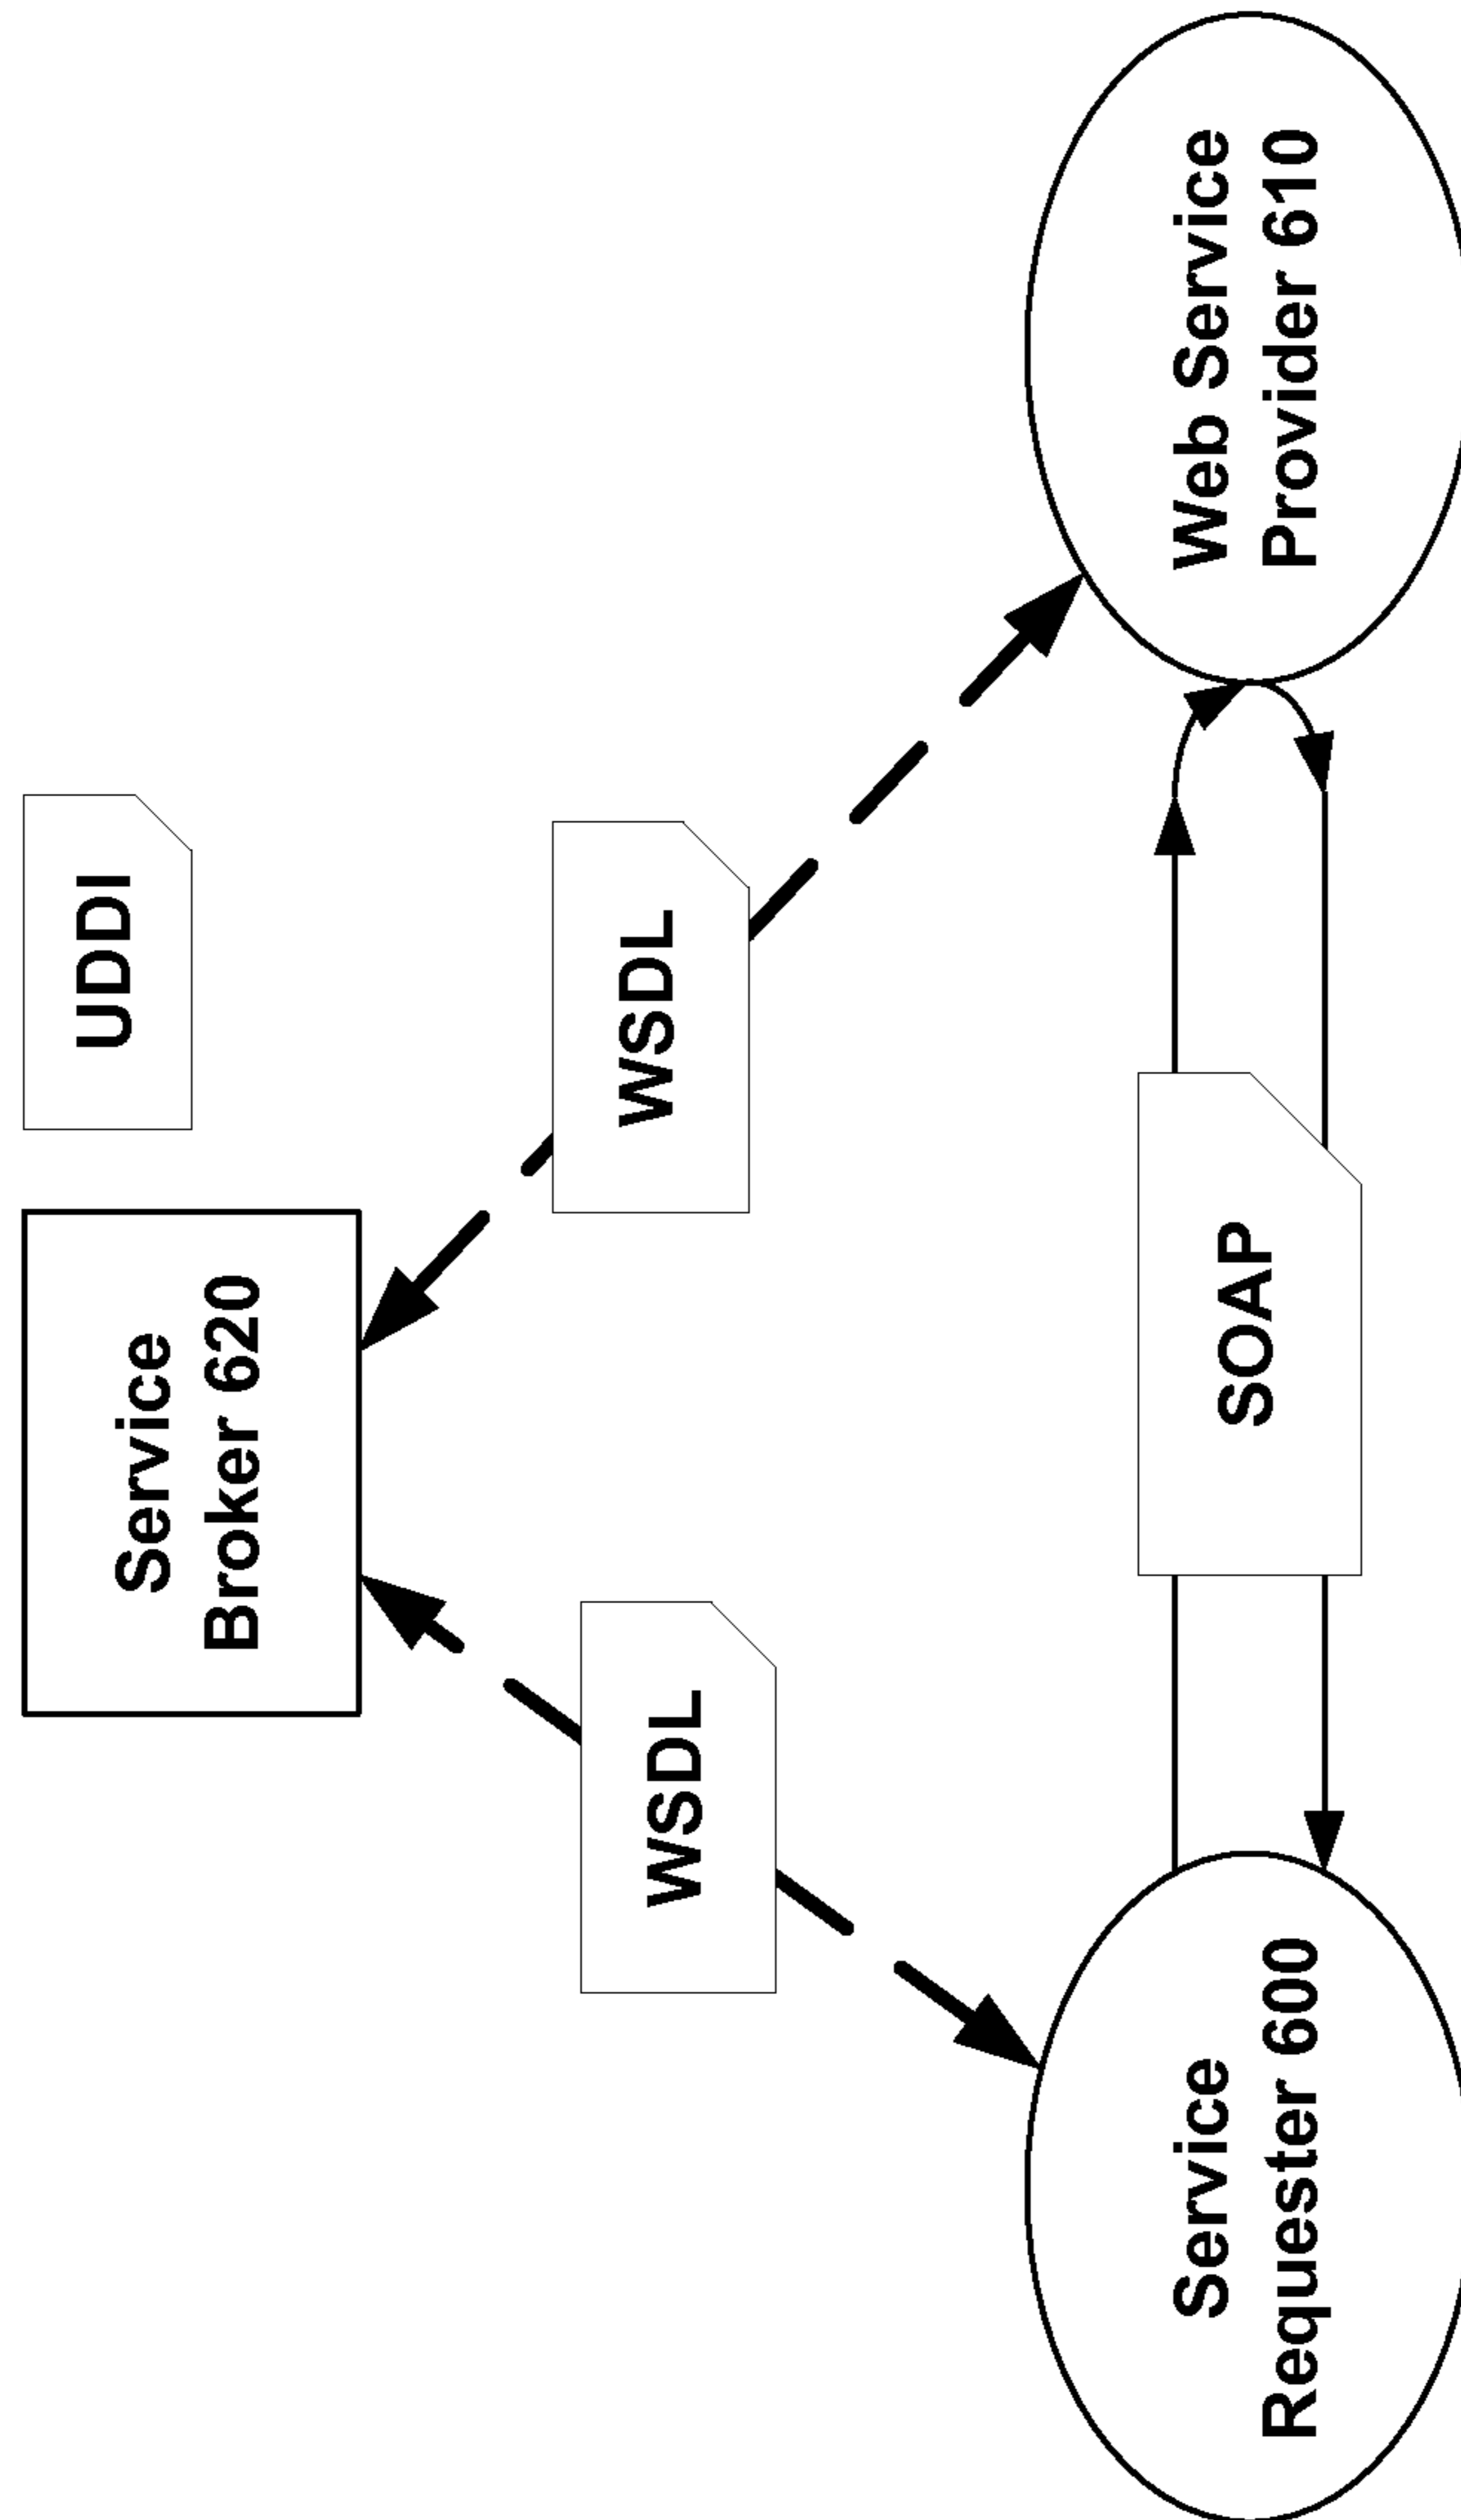 Service
Broker 620
UDDI
WSDL
WSDL
Service
Requester 600
SOAP
Web Service
Provider 610